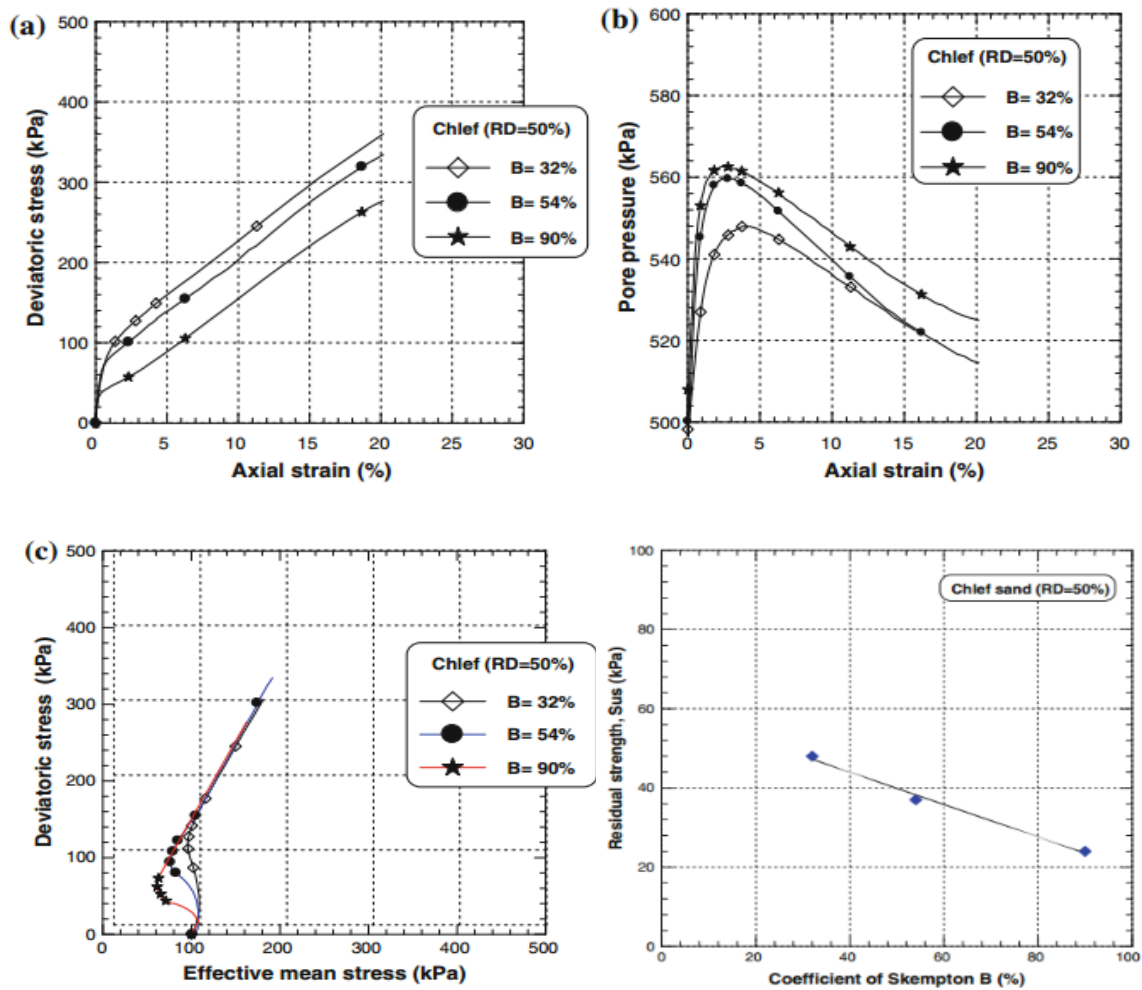 (a)
500
400
300
200
100
0
Deviatoric stress (kPa)
Chlef (RD=50%)
B= 32%
B= 54%
B= 90%
0 5 10 15 20 25 30
Axial strain (%)
(b)
600
580
560
540
520
500
Pore pressure (kPa)
Chlef (RD=50%)
B= 32%
B= 54%
B= 90%
0 5 10 15 20 25 30
Axial strain (%)
(c)
500
400
300
200
100
0
Deviatoric stress (kPa)
Chlef (RD=50%)
B= 32%
B= 54%
B= 90%
0 100 200 300 400 500
Effective mean stress (kPa)
100
80
60
40
20
0
Residual strength, Sus (kPa)
Chlef sand (RD=50%)
0 20 40 60 80 100
Coefficient of Skempton B (%)